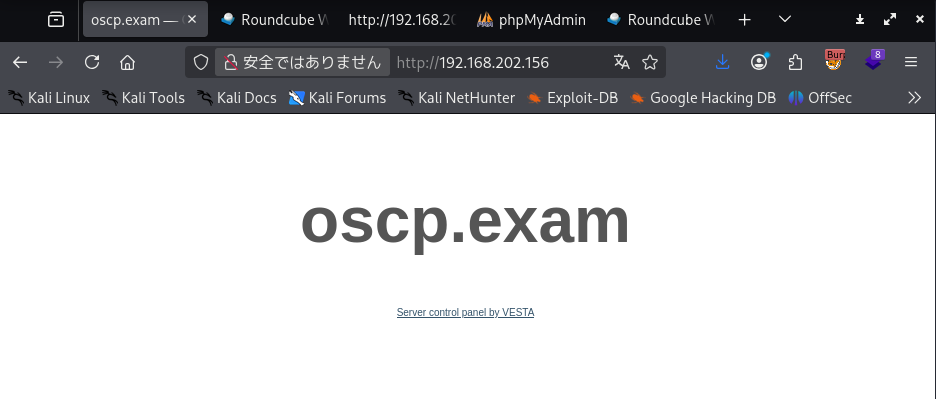 oscp.exam —
Roundcube W
http://192.168.20
phpMyAdmin
Roundcube W
安全ではありません
http://192.168.202.156
Burp
8
Kali Linux
Kali Tools
Kali Docs
Kali Forums
Kali NetHunter
Exploit-DB
Google Hacking DB
OffSec
oscp.exam
Server control panel by VESTA